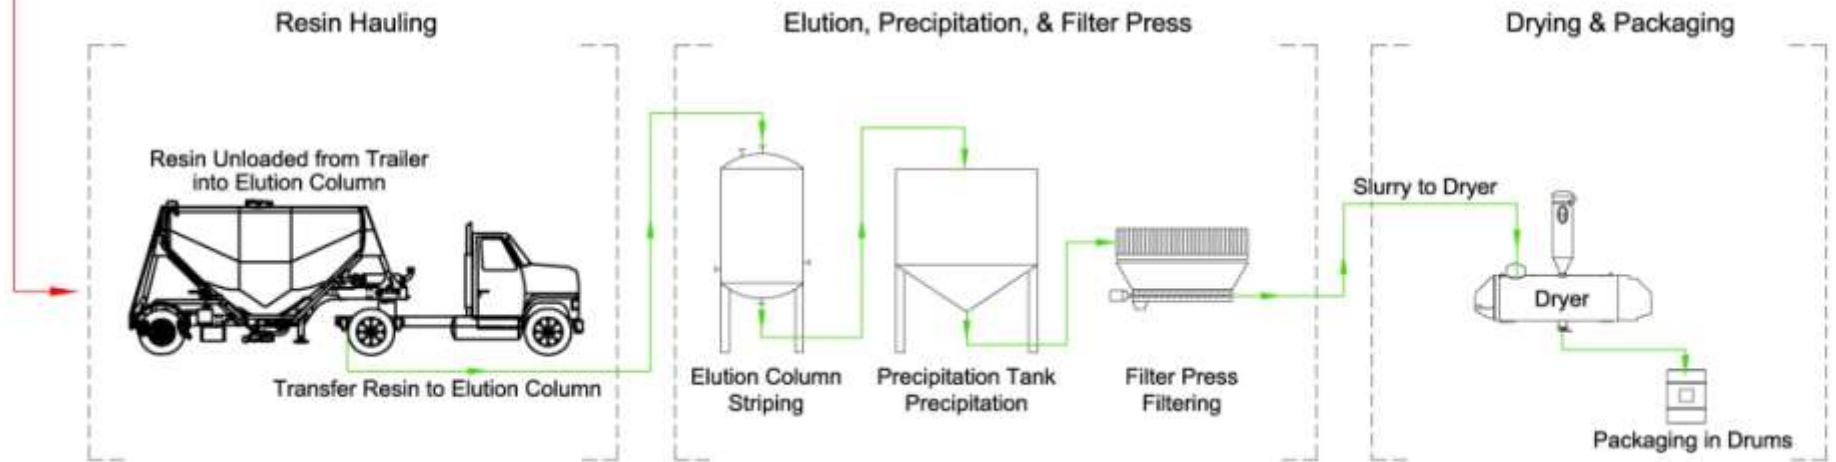 Resin Hauling
Elution, Precipitation, & Filter Press
Drying & Packaging
Resin Unloaded from Trailer
into Elution Column
Transfer Resin to Elution Column
Elution Column
Striping
Precipitation Tank
Precipitation
Filter Press
Filtering
Slurry to Dryer
Dryer
Packaging in Drums